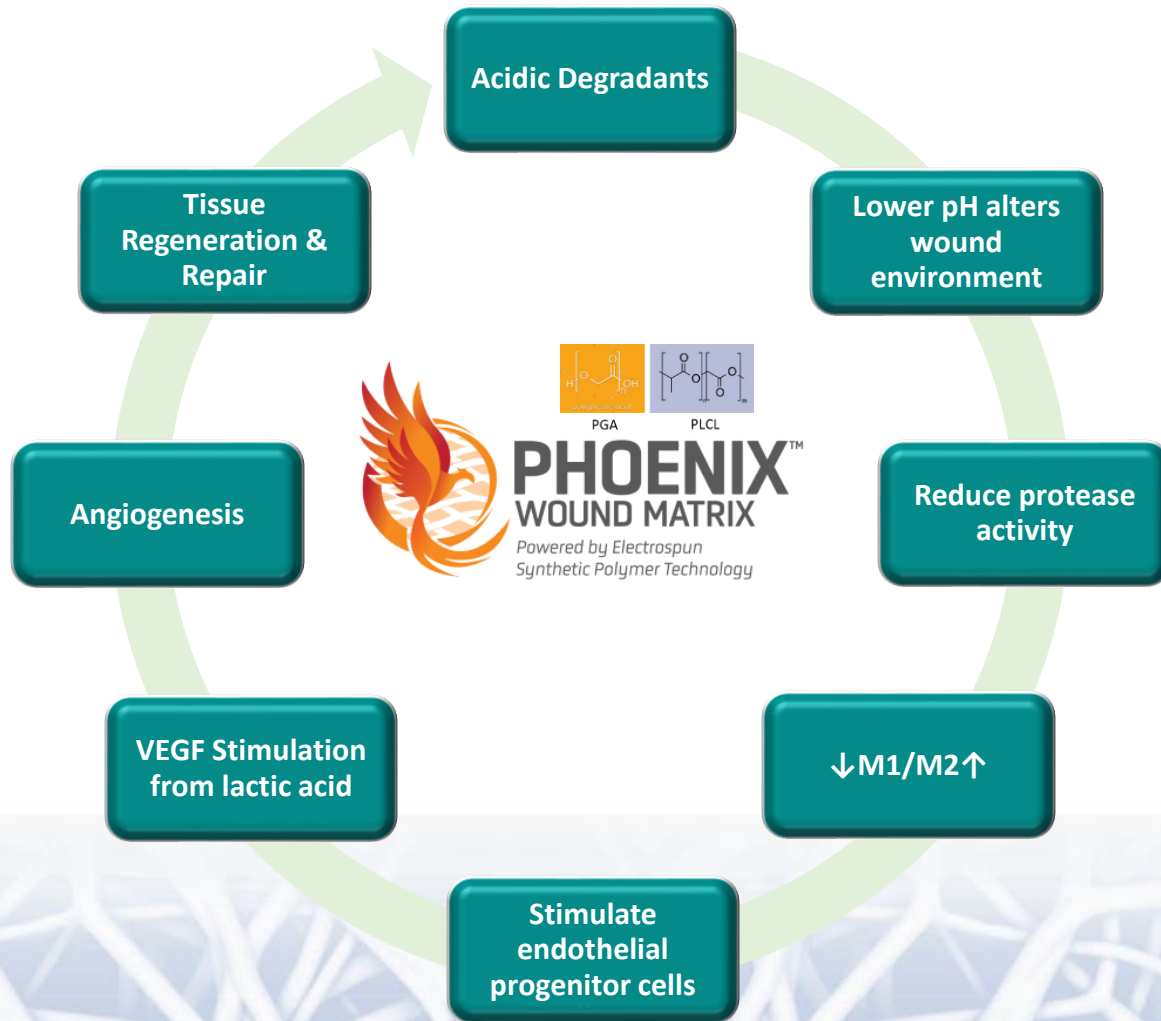 Acidic Degradants
Lower pH alters
wound
environment
Reduce protease
activity
↓M1/M2↑
Stimulate
endothelial
progenitor cells
VEGF Stimulation
from lactic acid
Angiogenesis
Tissue
Regeneration &
Repair
PGA
PLCL
PHOENIX™
WOUND MATRIX
Powered by Electrospun
Synthetic Polymer Technology